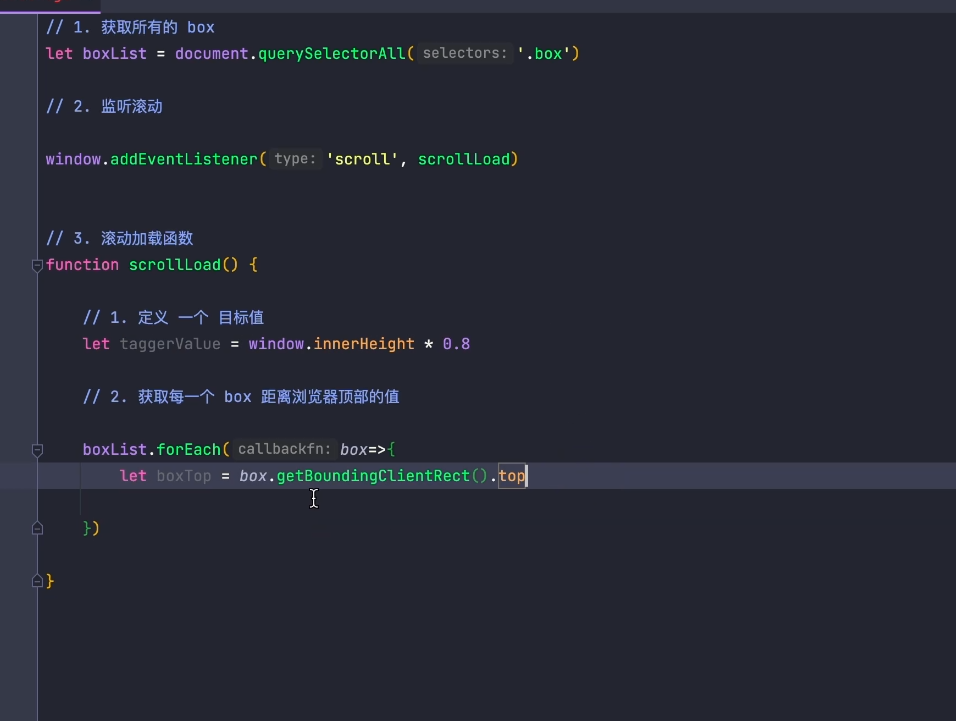 // 1. 获取所有的 box
let boxList = document.querySelectorAll( selectors: '.box')
// 2. 监听滚动
window.addEventListener( type: 'scroll', scrollLoad)
// 3. 滚动加载函数
function scrollLoad() {
// 1. 定义 一个 目标值
let taggerValue = window.innerHeight * 0.8
// 2. 获取每一个 box 距离浏览器顶部的值
boxList.forEach( callbackfn: box=>{
let boxTop = box.getBoundingClientRect().top
})
}